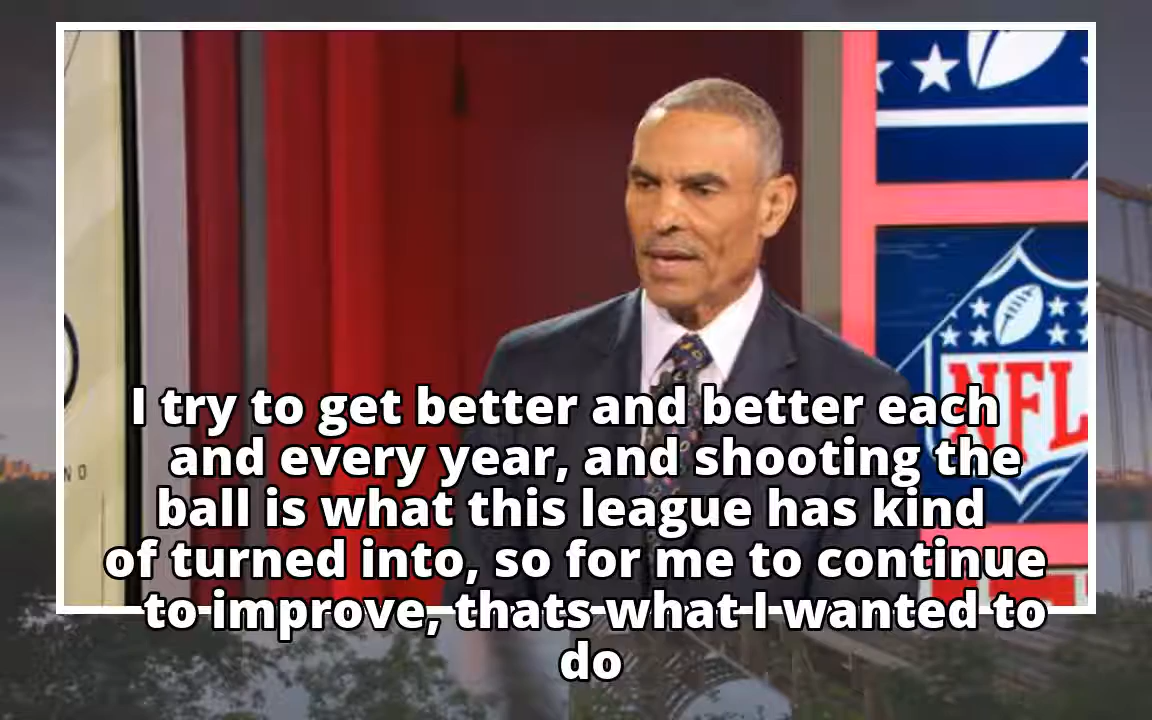 NFL
N D
I try to get better and better each
and every year, and shooting the
ball is what this league has kind
of turned into, so for me to continue
to improve, thats what I wanted to
do